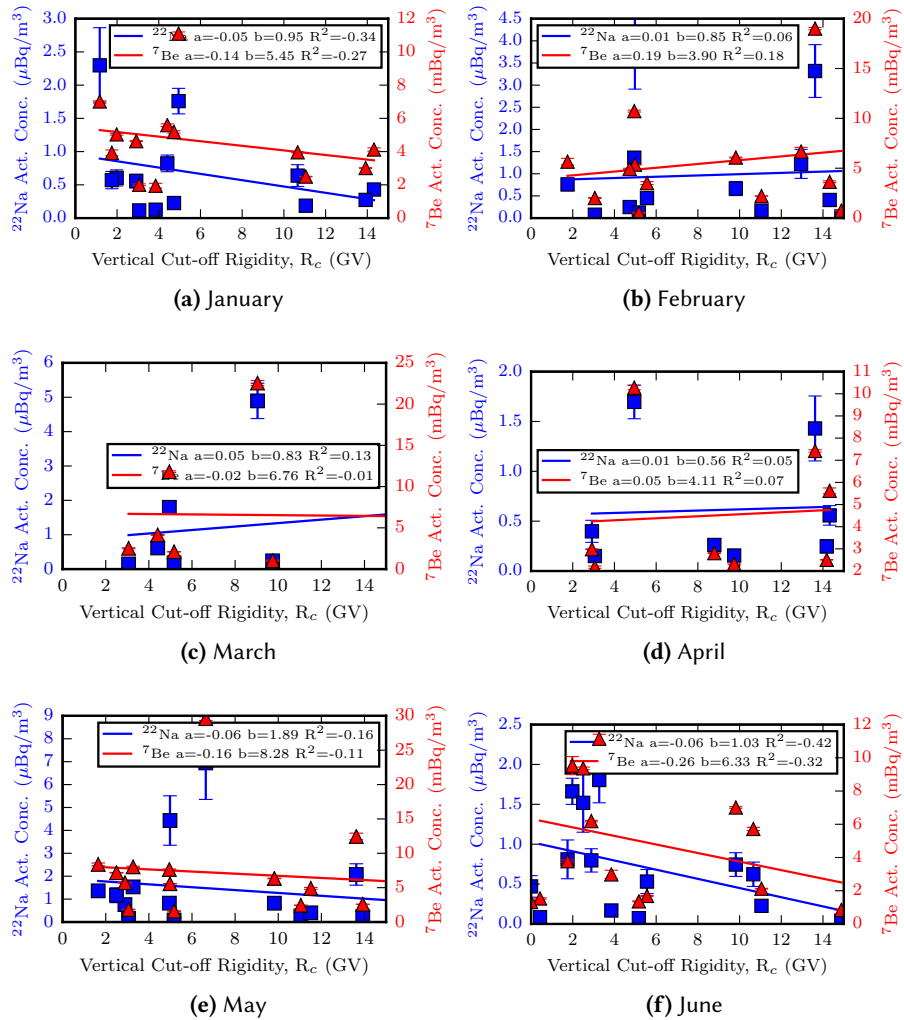 ²²Na a=-0.05 b=0.95 R²=-0.34
⁷Be a=-0.14 b=5.45 R²=-0.27
3.0
2.5
2.0
1.5
1.0
0.5
0.0
²²Na Act. Conc. (μBq/m³)
12
10
8
6
4
2
0
⁷Be Act. Conc. (mBq/m³)
0 2 4 6 8 10 12 14
Vertical Cut-off Rigidity, R_c (GV)
(a) January
²²Na a=0.01 b=0.85 R²=0.06
⁷Be a=0.19 b=3.90 R²=0.18
4.5
4.0
3.5
3.0
2.5
2.0
1.5
1.0
0.5
0.0
²²Na Act. Conc. (μBq/m³)
20
15
10
5
0
⁷Be Act. Conc. (mBq/m³)
0 2 4 6 8 10 12 14
Vertical Cut-off Rigidity, R_c (GV)
(b) February
²²Na a=0.05 b=0.83 R²=0.13
⁷Be a=-0.02 b=6.76 R²=-0.01
6
5
4
3
2
1
0
²²Na Act. Conc. (μBq/m³)
25
20
15
10
5
0
⁷Be Act. Conc. (mBq/m³)
0 2 4 6 8 10 12 14
Vertical Cut-off Rigidity, R_c (GV)
(c) March
²²Na a=0.01 b=0.56 R²=0.05
⁷Be a=0.05 b=4.11 R²=0.07
2.0
1.5
1.0
0.5
0.0
²²Na Act. Conc. (μBq/m³)
11
10
9
8
7
6
5
4
3
2
⁷Be Act. Conc. (mBq/m³)
0 2 4 6 8 10 12 14
Vertical Cut-off Rigidity, R_c (GV)
(d) April
²²Na a=-0.06 b=1.89 R²=-0.16
⁷Be a=-0.16 b=8.28 R²=-0.11
9
8
7
6
5
4
3
2
1
0
²²Na Act. Conc. (μBq/m³)
30
25
20
15
10
5
0
⁷Be Act. Conc. (mBq/m³)
0 2 4 6 8 10 12 14
Vertical Cut-off Rigidity, R_c (GV)
(e) May
²²Na a=-0.06 b=1.03 R²=-0.42
⁷Be a=-0.26 b=6.33 R²=-0.32
2.5
2.0
1.5
1.0
0.5
0.0
²²Na Act. Conc. (μBq/m³)
12
10
8
6
4
2
0
⁷Be Act. Conc. (mBq/m³)
0 2 4 6 8 10 12 14
Vertical Cut-off Rigidity, R_c (GV)
(f) June